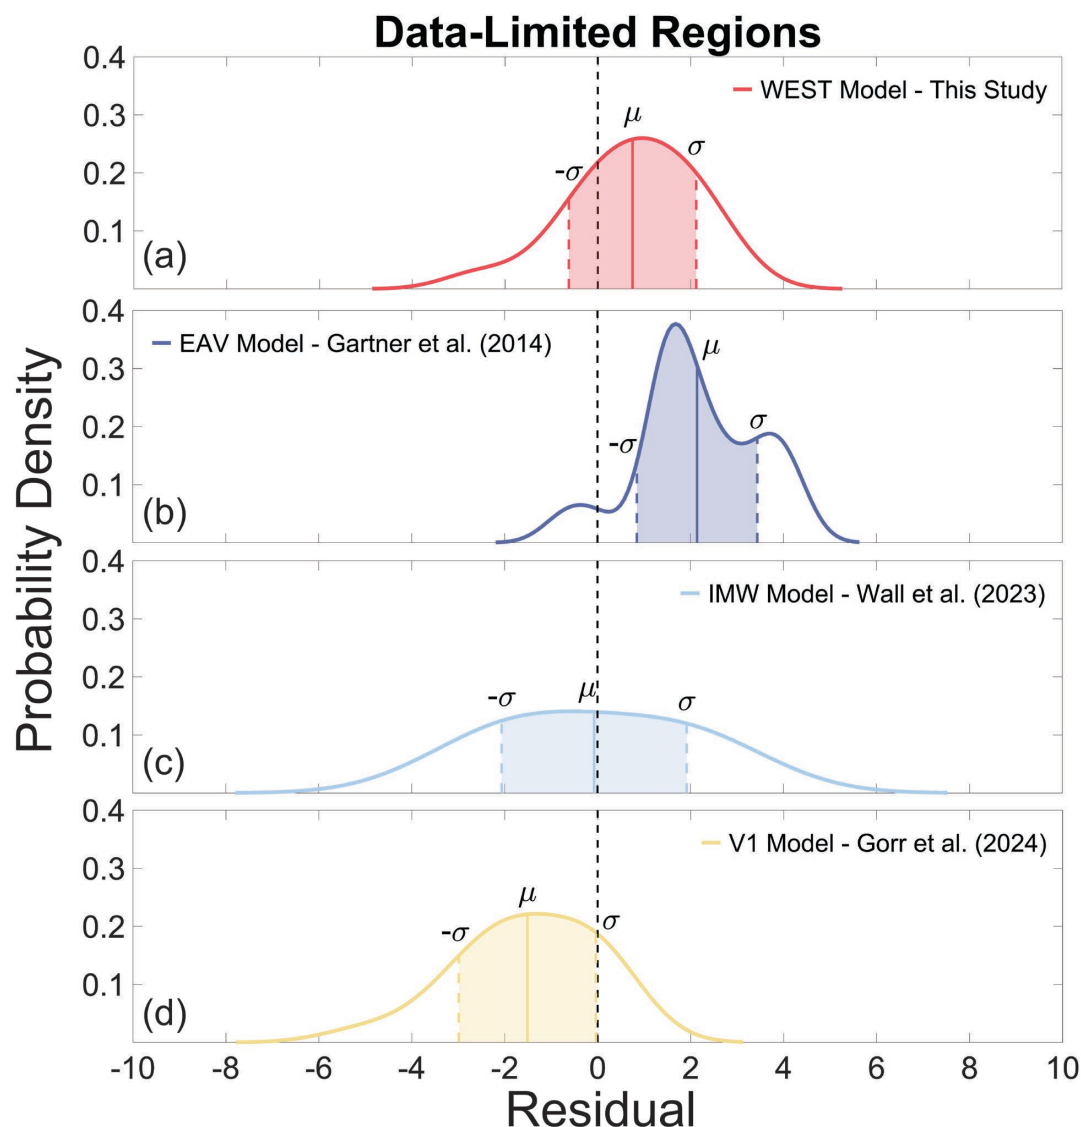 Data-Limited Regions
Probability Density
0.4
0.3
0.2
0.1
(a)
WEST Model - This Study
-σ
μ
σ
0.4
0.3
0.2
0.1
(b)
EAV Model - Gartner et al. (2014)
-σ
μ
σ
0.4
0.3
0.2
0.1
(c)
IMW Model - Wall et al. (2023)
-σ
μ
σ
0.4
0.3
0.2
0.1
(d)
V1 Model - Gorr et al. (2024)
-σ
μ
σ
-10 -8 -6 -4 -2 0 2 4 6 8 10
Residual